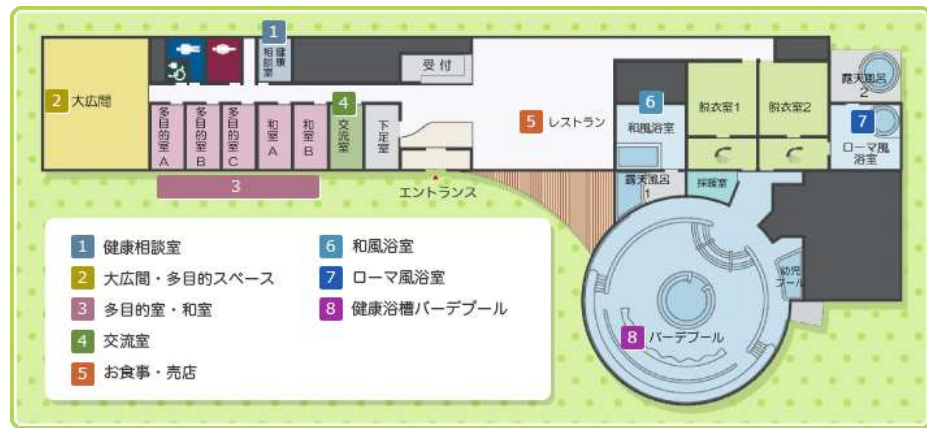 1
健康
相談室
受付
露天風呂
2
2 大広間
多目的室A
多目的室B
多目的室C
和室A
和室B
4
交流室
下足室
5 レストラン
6
和風浴室
脱衣室1
脱衣室2
7
ローマ風
浴室
3
エントランス
露天風呂
1
採暖室
幼児
プール
8 バーデプール
1 健康相談室
2 大広間・多目的スペース
3 多目的室・和室
4 交流室
5 お食事・売店
6 和風浴室
7 ローマ風浴室
8 健康浴槽バーデプール